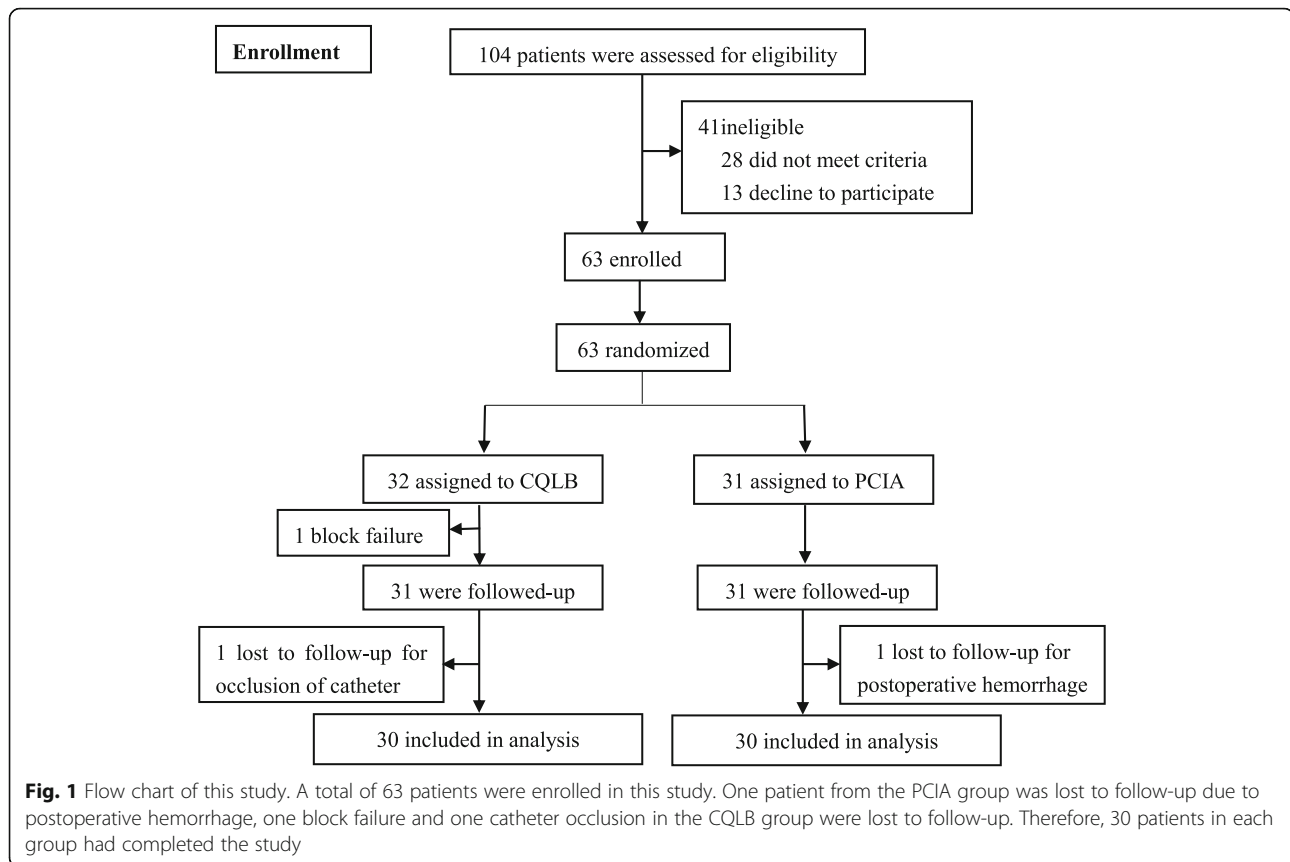 Enrollment
104 patients were assessed for eligibility
41ineligible
28 did not meet criteria
13 decline to participate
63 enrolled
63 randomized
32 assigned to CQLB
31 assigned to PCIA
1 block failure
31 were followed-up
31 were followed-up
1 lost to follow-up for
occlusion of catheter
1 lost to follow-up for
postoperative hemorrhage
30 included in analysis
30 included in analysis
Fig. 1 Flow chart of this study. A total of 63 patients were enrolled in this study. One patient from the PCIA group was lost to follow-up due to
postoperative hemorrhage, one block failure and one catheter occlusion in the CQLB group were lost to follow-up. Therefore, 30 patients in each
group had completed the study